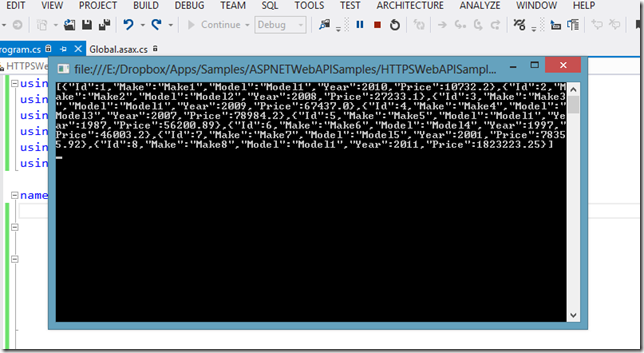 EDIT VIEW PROJECT BUILD DEBUG TEAM SQL TOOLS TEST ARCHITECTURE ANALYZE WINDOW HELP
Continue Debug
rogram.cs Global.asax.cs
HTTPSWe
file:///E:/Dropbox/Apps/Samples/ASPNETWebAPISamples/HTTPSWebAPISampl...
usin
[{"Id":1,"Make":"Make1","Model":"Model1","Year":2010,"Price":10732.2},{"Id":2,"M
ake":"Make2","Model":"Model2","Year":2008,"Price":27233.1},{"Id":3,"Make":"Make3
","Model":"Model1","Year":2009,"Price":67437.0},{"Id":4,"Make":"Make4","Model":"
Model3","Year":2007,"Price":78984.2},{"Id":5,"Make":"Make5","Model":"Model1","Ye
ar":1987,"Price":56200.89},{"Id":6,"Make":"Make6","Model":"Model4","Year":1997,"
Price":46003.2},{"Id":7,"Make":"Make7","Model":"Model5","Year":2001,"Price":7835
5.92},{"Id":8,"Make":"Make8","Model":"Model1","Year":2011,"Price":1823223.25}]
usin
usin
usin
usin
usin
name